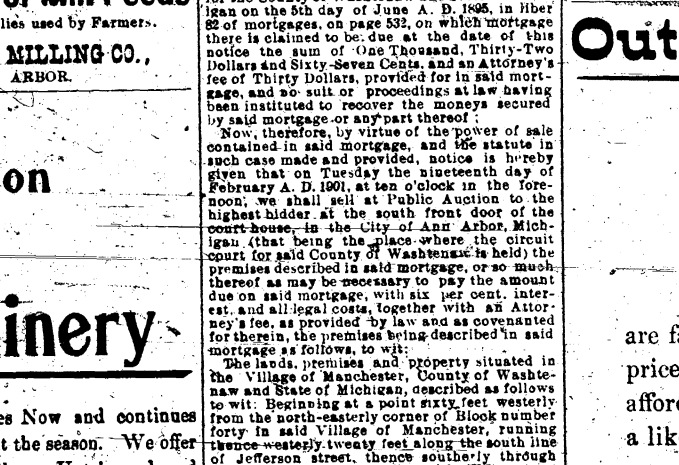 lies used by Farmers.
MILLING CO.,
ARBOR.
on
inery
es Now and continues
t the season. We offer
igan on the 5th day of June A. D. 1895, in liber
82 of mortgages, on page 532, on which mortgage
there is claimed to be due at the date of this
notice the sum of One Thousand, Thirty-Two
Dollars and Sixty-Seven Cents, and an Attorney's
fee of Thirty Dollars, provided for in said mort-
gage, and no suit or proceedings at law having
been instituted to recover the moneys secured
by said mortgage or any part thereof;
Now, therefore, by virtue of the power of sale
contained in said mortgage, and the statute in
such case made and provided, notice is hereby
given that on Tuesday the nineteenth day of
February A. D. 1901, at ten o'clock in the fore-
noon, we shall sell at Public Auction to the
highest bidder at the south front door of the
court house, in the City of Ann Arbor, Mich-
igan (that being the place where the circuit
court for said County of Washtenaw is held) the
premises described in said mortgage, or so much
thereof as may be necessary to pay the amount
due on said mortgage, with six per cent. inter-
est, and all legal costs, together with an Attor-
ney's fee, as provided by law and as covenanted
for therein, the premises being described in said
mortgage as follows, to wit:
The lands, premises and property situated in
the Village of Manchester, County of Washte-
naw and State of Michigan, described as follows
to wit: Beginning at a point sixty feet westerly
from the north-easterly corner of Block number
forty in said Village of Manchester, running
thence westerly twenty feet along the south line
of Jefferson street, thence southerly through
Out
are fa
price
affor
a lik